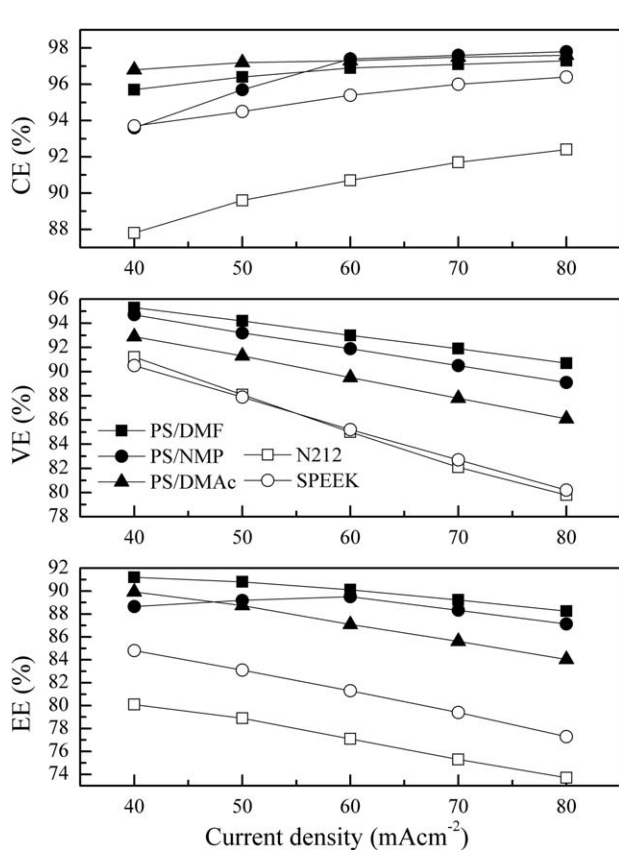 98
96
94
92
90
88
CE (%)
40 50 60 70 80
96
94
92
90
88
86
84
82
80
78
VE (%)
PS/DMF
PS/NMP N212
PS/DMAc SPEEK
40 50 60 70 80
92
90
88
86
84
82
80
78
76
74
EE (%)
40 50 60 70 80
Current density (mAcm⁻²)